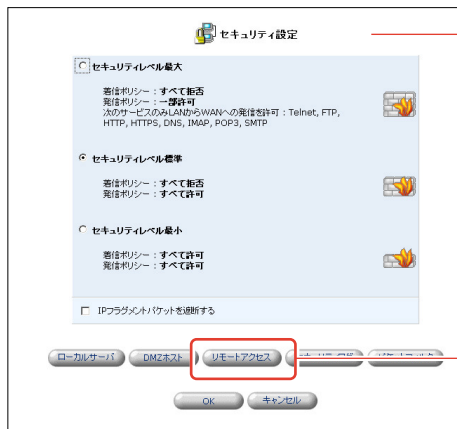 セキュリティ設定
セキュリティレベル最大
着信ポリシー：すべて拒否
発信ポリシー：一部許可
次のサービスのみLANからWANへの発信を許可：Telnet, FTP,
HTTP, HTTPS, DNS, IMAP, POP3, SMTP
セキュリティレベル標準
着信ポリシー：すべて拒否
発信ポリシー：すべて許可
セキュリティレベル最小
着信ポリシー：すべて許可
発信ポリシー：すべて許可
IPフラグメントパケットを遮断する
ローカルサーバ DMZホスト リモートアクセス
OK キャンセル